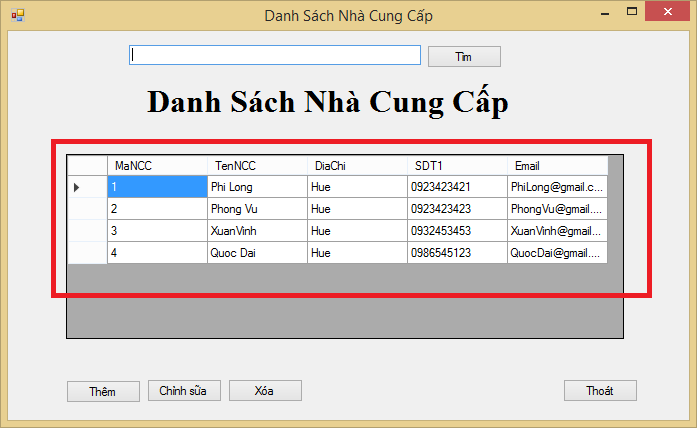 Danh Sách Nhà Cung Cấp
Tìm
Danh Sách Nhà Cung Cấp
MaNCC TenNCC DiaChi SDT1 Email
1 Phi Long Hue 0923423421 PhiLong@gmail.c...
2 Phong Vu Hue 0923423423 PhongVu@gmail....
3 XuanVinh Hue 0932453453 XuanVinh@gmail...
4 Quoc Dai Hue 0986545123 QuocDai@gmail....
Thêm Chỉnh sữa Xóa Thoát